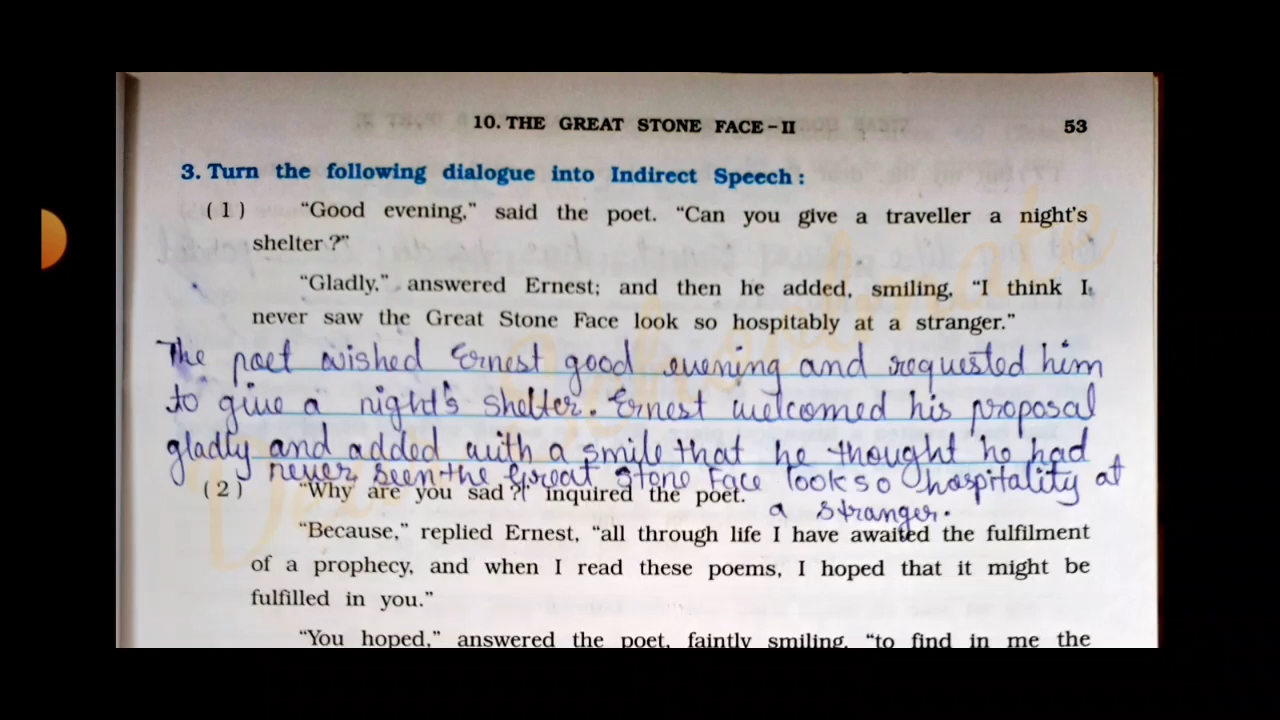 10. THE GREAT STONE FACE – II 53
3. Turn the following dialogue into Indirect Speech :
( 1 ) "Good evening," said the poet. "Can you give a traveller a night's
shelter ?"
"Gladly," answered Ernest; and then he added, smiling, "I think I
never saw the Great Stone Face look so hospitably at a stranger."
The poet wished Ernest good evening and requested him
to give a night's shelter. Ernest welcomed his proposal
gladly and added with a smile that he thought he had
never seen the Great Stone Face look so hospitality at
a stranger.
( 2 ) "Why are you sad ?" inquired the poet.
"Because," replied Ernest, "all through life I have awaited the fulfilment
of a prophecy, and when I read these poems, I hoped that it might be
fulfilled in you."
"You hoped," answered the poet, faintly smiling, "to find in me the